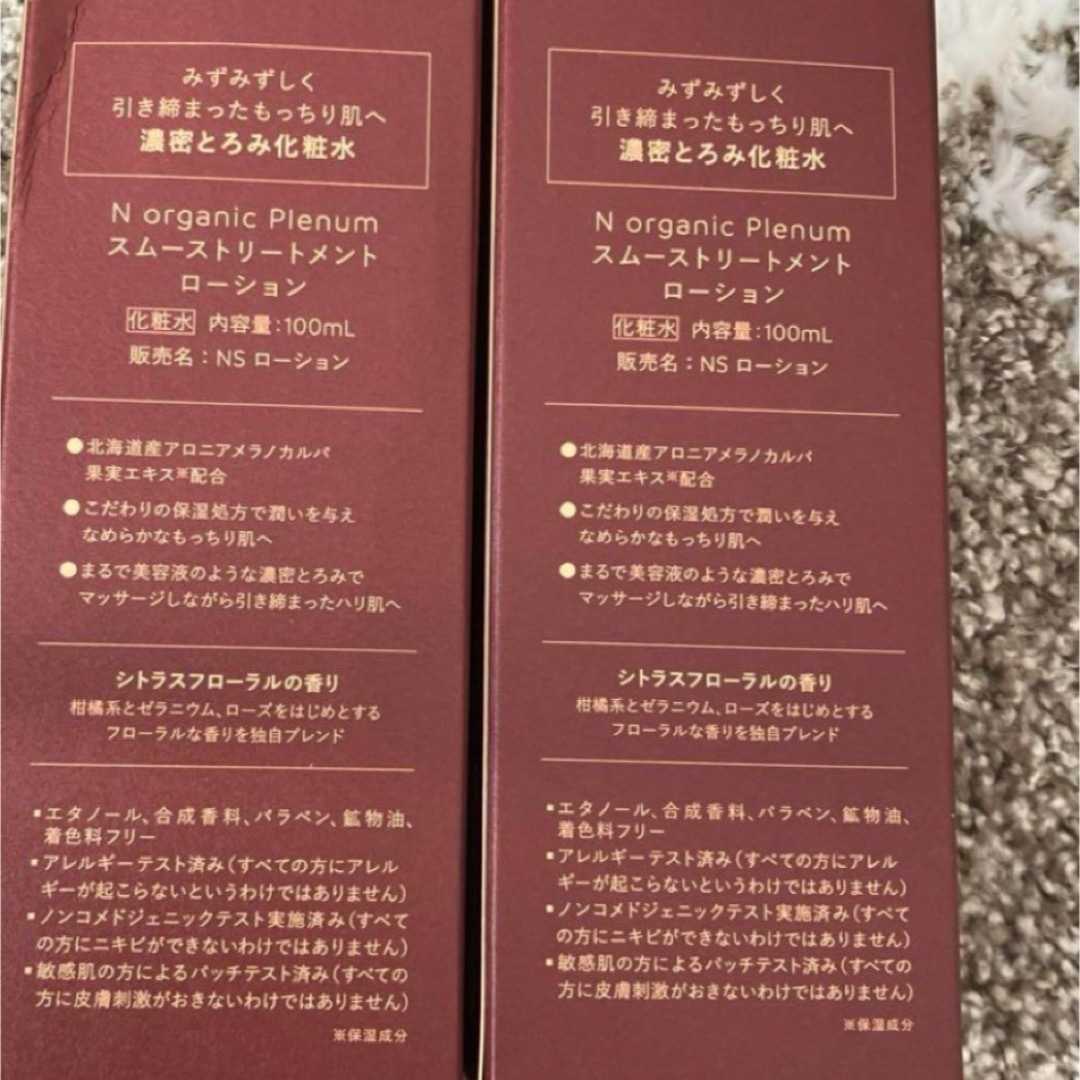 みずみずしく
引き締まったもっちり肌へ
濃密とろみ化粧水
N organic Plenum
スムーストリートメント
ローション
化粧水 内容量：100mL
販売名：NS ローション
●北海道産アロニアメラノカルパ
果実エキス※配合
●こだわりの保湿処方で潤いを与え
なめらかなもっちり肌へ
●まるで美容液のような濃密とろみで
マッサージしながら引き締まったハリ肌へ
シトラスフローラルの香り
柑橘系とゼラニウム、ローズをはじめとする
フローラルな香りを独自ブレンド
▪エタノール、合成香料、パラベン、鉱物油、
着色料フリー
▪アレルギーテスト済み（すべての方にアレル
ギーが起こらないというわけではありません）
▪ノンコメドジェニックテスト実施済み（すべて
の方にニキビができないわけではありません）
▪敏感肌の方によるパッチテスト済み（すべての
方に皮膚刺激がおきないわけではありません）
※保湿成分
みずみずしく
引き締まったもっちり肌へ
濃密とろみ化粧水
N organic Plenum
スムーストリートメント
ローション
化粧水 内容量：100mL
販売名：NS ローション
●北海道産アロニアメラノカルパ
果実エキス※配合
●こだわりの保湿処方で潤いを与え
なめらかなもっちり肌へ
●まるで美容液のような濃密とろみで
マッサージしながら引き締まったハリ肌へ
シトラスフローラルの香り
柑橘系とゼラニウム、ローズをはじめとする
フローラルな香りを独自ブレンド
▪エタノール、合成香料、パラベン、鉱物油、
着色料フリー
▪アレルギーテスト済み（すべての方にアレル
ギーが起こらないというわけではありません）
▪ノンコメドジェニックテスト実施済み（すべて
の方にニキビができないわけではありません）
▪敏感肌の方によるパッチテスト済み（すべての
方に皮膚刺激がおきないわけではありません）
※保湿成分